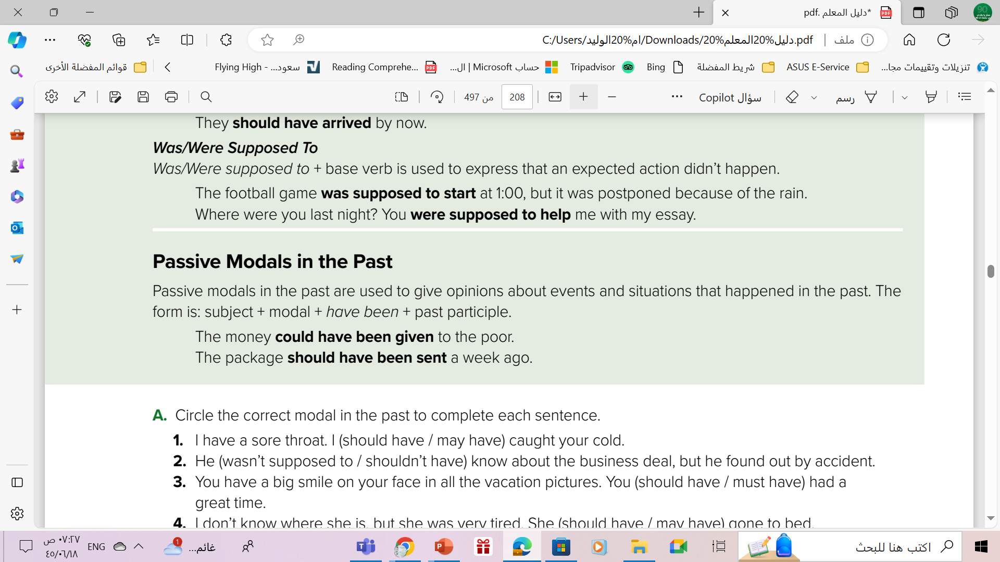 *دليل المعلم .pdf
C:/Users/ام%20الوليد/Downloads/دليل%20المعلم%20.pdf
ملف
تنزيلات وتقييمات مجا...
ASUS E-Service
شريط المفضلة
Bing
Tripadvisor
حساب Microsoft | ال...
Reading Comprehe...
Flying High - سعود...
قوائم المفضلة الأخرى
رسم
سؤال Copilot
208
من 497
They should have arrived by now.
Was/Were Supposed To
Was/Were supposed to + base verb is used to express that an expected action didn’t happen.
The football game was supposed to start at 1:00, but it was postponed because of the rain.
Where were you last night? You were supposed to help me with my essay.
Passive Modals in the Past
Passive modals in the past are used to give opinions about events and situations that happened in the past. The
form is: subject + modal + have been + past participle.
The money could have been given to the poor.
The package should have been sent a week ago.
A. Circle the correct modal in the past to complete each sentence.
1. I have a sore throat. I (should have / may have) caught your cold.
2. He (wasn’t supposed to / shouldn’t have) know about the business deal, but he found out by accident.
3. You have a big smile on your face in all the vacation pictures. You (should have / must have) had a
great time.
4. I don’t know where she is, but she was very tired. She (should have / may have) gone to bed.
اكتب هنا للبحث
غائم...
1
ENG
٠٧:٢٧ ص
٤٥/٠٦/١٨